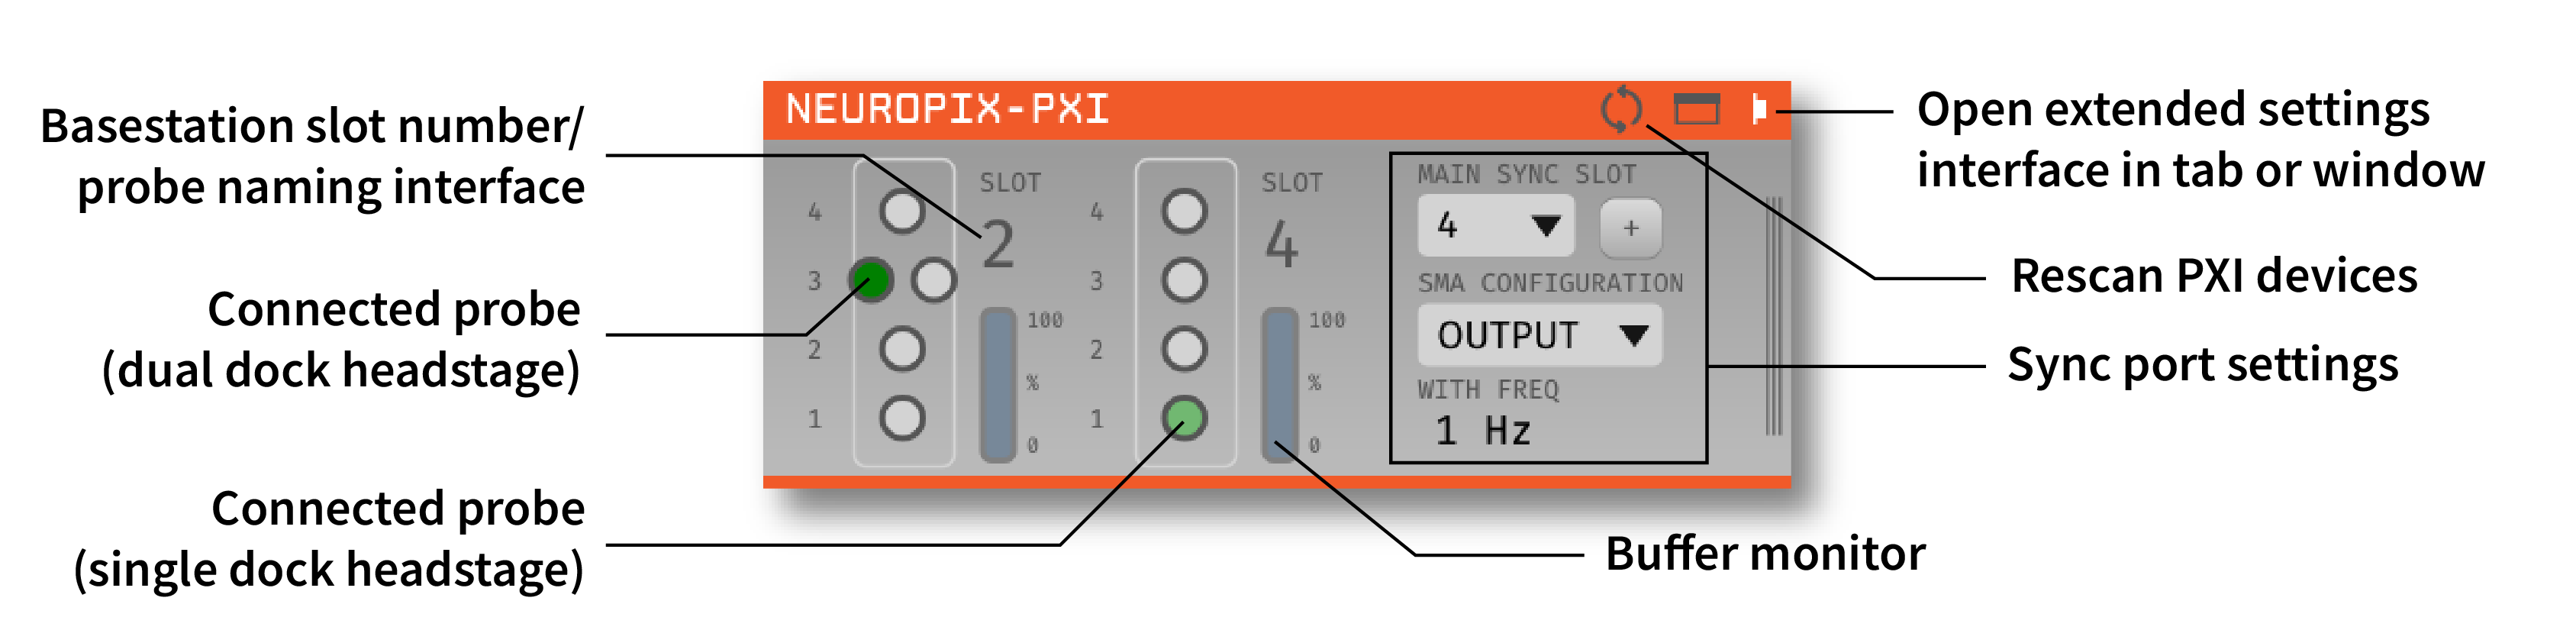 NEUROPIX-PXI
Basestation slot number/
probe naming interface
Connected probe
(dual dock headstage)
Connected probe
(single dock headstage)
4
3
2
1
SLOT
2
100
%
0
4
3
2
1
SLOT
4
100
%
0
MAIN SYNC SLOT
4
+
SMA CONFIGURATION
OUTPUT
WITH FREQ
1 Hz
Open extended settings
interface in tab or window
Rescan PXI devices
Sync port settings
Buffer monitor